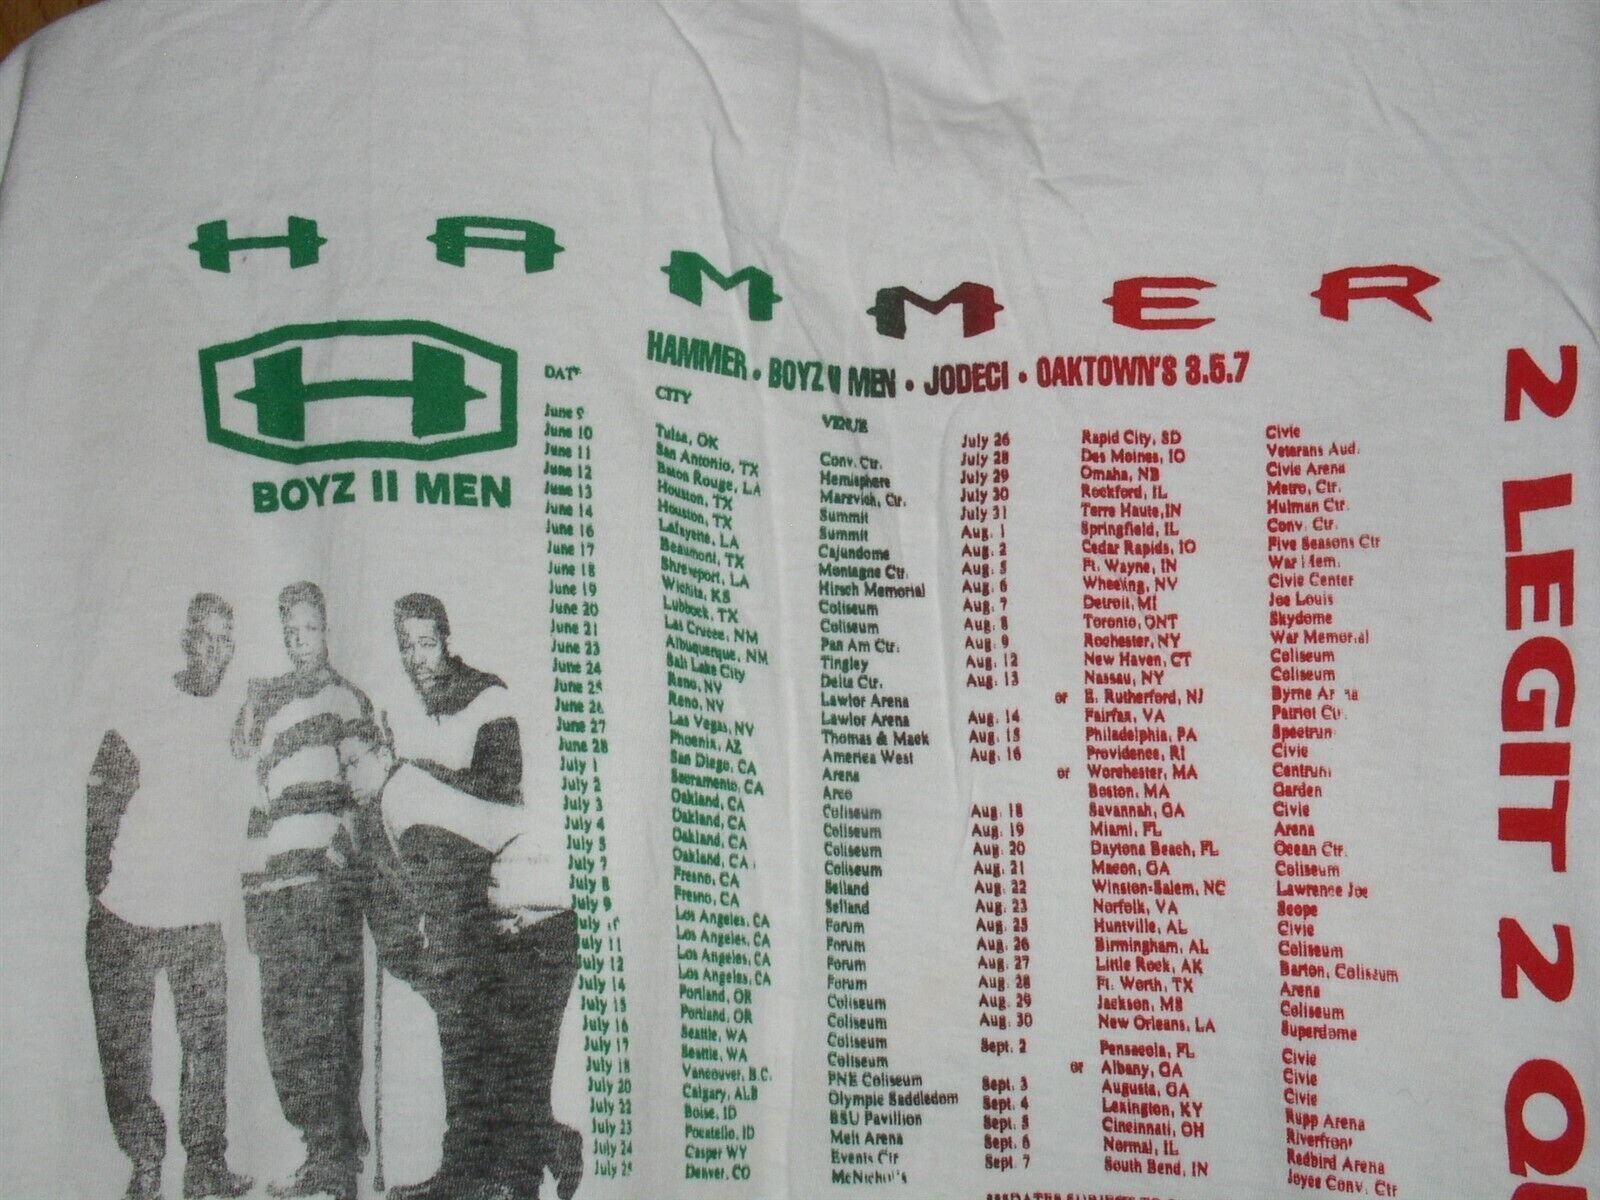 H A M M E R
HAMMER • BOYZ II MEN • JODECI • OAKTOWN'S 3.5.7
H
BOYZ II MEN
DATE CITY VENUE
June 9 Tulsa, OK Conv. Ctr.
June 10 San Antonio, TX Hemisphere
June 11 Baton Rouge, LA Maravich, Ctr.
June 12 Houston, TX Summit
June 13 Houston, TX Summit
June 14 Lafayette, LA Cajundome
June 16 Beaumont, TX Montagne Ctr.
June 17 Shreveport, LA Hirsch Memorial
June 18 Wichita, KS Coliseum
June 19 Lubbock, TX Coliseum
June 20 Las Cruces, NM Pan Am Ctr.
June 21 Albuquerque, NM Tingley
June 23 Salt Lake City Delta Ctr.
June 24 Reno, NV Lawlor Arena
June 25 Reno, NV Lawlor Arena
June 26 Las Vegas, NV Thomas & Mack
June 27 Phoenix, AZ America West
June 28 San Diego, CA Arena
July 1 Sacramento, CA Arco
July 2 Oakland, CA Coliseum
July 3 Oakland, CA Coliseum
July 4 Oakland, CA Coliseum
July 5 Oakland, CA Coliseum
July 7 Fresno, CA Selland
July 8 Fresno, CA Selland
July 9 Los Angeles, CA Forum
July 10 Los Angeles, CA Forum
July 11 Los Angeles, CA Forum
July 12 Los Angeles, CA Forum
July 14 Portland, OR Coliseum
July 15 Portland, OR Coliseum
July 16 Seattle, WA Coliseum
July 17 Seattle, WA Coliseum
July 18 Vancouver, B.C. PNE Coliseum
July 20 Calgary, ALB Olympic Saddledom
July 22 Boise, ID BSU Pavillion
July 23 Pocatello, ID Melt Arena
July 24 Casper WY Events Ctr
July 25 Denver, CO McNichol's
July 26 Rapid City, SD Civic
July 28 Des Moines, IO Veterans Aud.
July 29 Omaha, NB Civic Arena
July 30 Rockford, IL Metro, Ctr.
July 31 Terre Haute, IN Hulman Ctr.
Aug. 1 Springfield, IL Conv. Ctr.
Aug. 2 Cedar Rapids, IO Five Seasons Ctr
Aug. 5 Ft. Wayne, IN War Mem.
Aug. 6 Wheeling, NV Civic Center
Aug. 7 Detroit, MI Joe Louis
Aug. 8 Toronto, ONT Skydome
Aug. 9 Rochester, NY War Memorial
Aug. 12 New Haven, CT Coliseum
Aug. 13 Nassau, NY Coliseum
or E. Rutherford, NJ Byrne Arena
Aug. 14 Fairfax, VA Patriot Ctr.
Aug. 15 Philadelphia, PA Spectrum
Aug. 16 Providence, RI Civic
or Worchester, MA Centrum
Boston, MA Garden
Aug. 18 Savannah, GA Civic
Aug. 19 Miami, FL Arena
Aug. 20 Daytona Beach, FL Ocean Ctr.
Aug. 21 Macon, GA Coliseum
Aug. 22 Winston-Salem, NC Lawrence Joe
Aug. 23 Norfolk, VA Scope
Aug. 25 Huntville, AL Civic
Aug. 26 Birmingham, AL Coliseum
Aug. 27 Little Rock, AK Barton, Coliseum
Aug. 28 Ft. Worth, TX Arena
Aug. 29 Jackson, MS Coliseum
Aug. 30 New Orleans, LA Superdome
Sept. 2 Pensacola, FL Civic
or Albany, GA Civic
Sept. 3 Augusta, GA Civic
Sept. 4 Lexington, KY Rupp Arena
Sept. 5 Cincinnati, OH Riverfront
Sept. 6 Normal, IL Redbird Arena
Sept. 7 South Bend, IN Joyce Conv. Ctr
2 LEGIT 2 Q